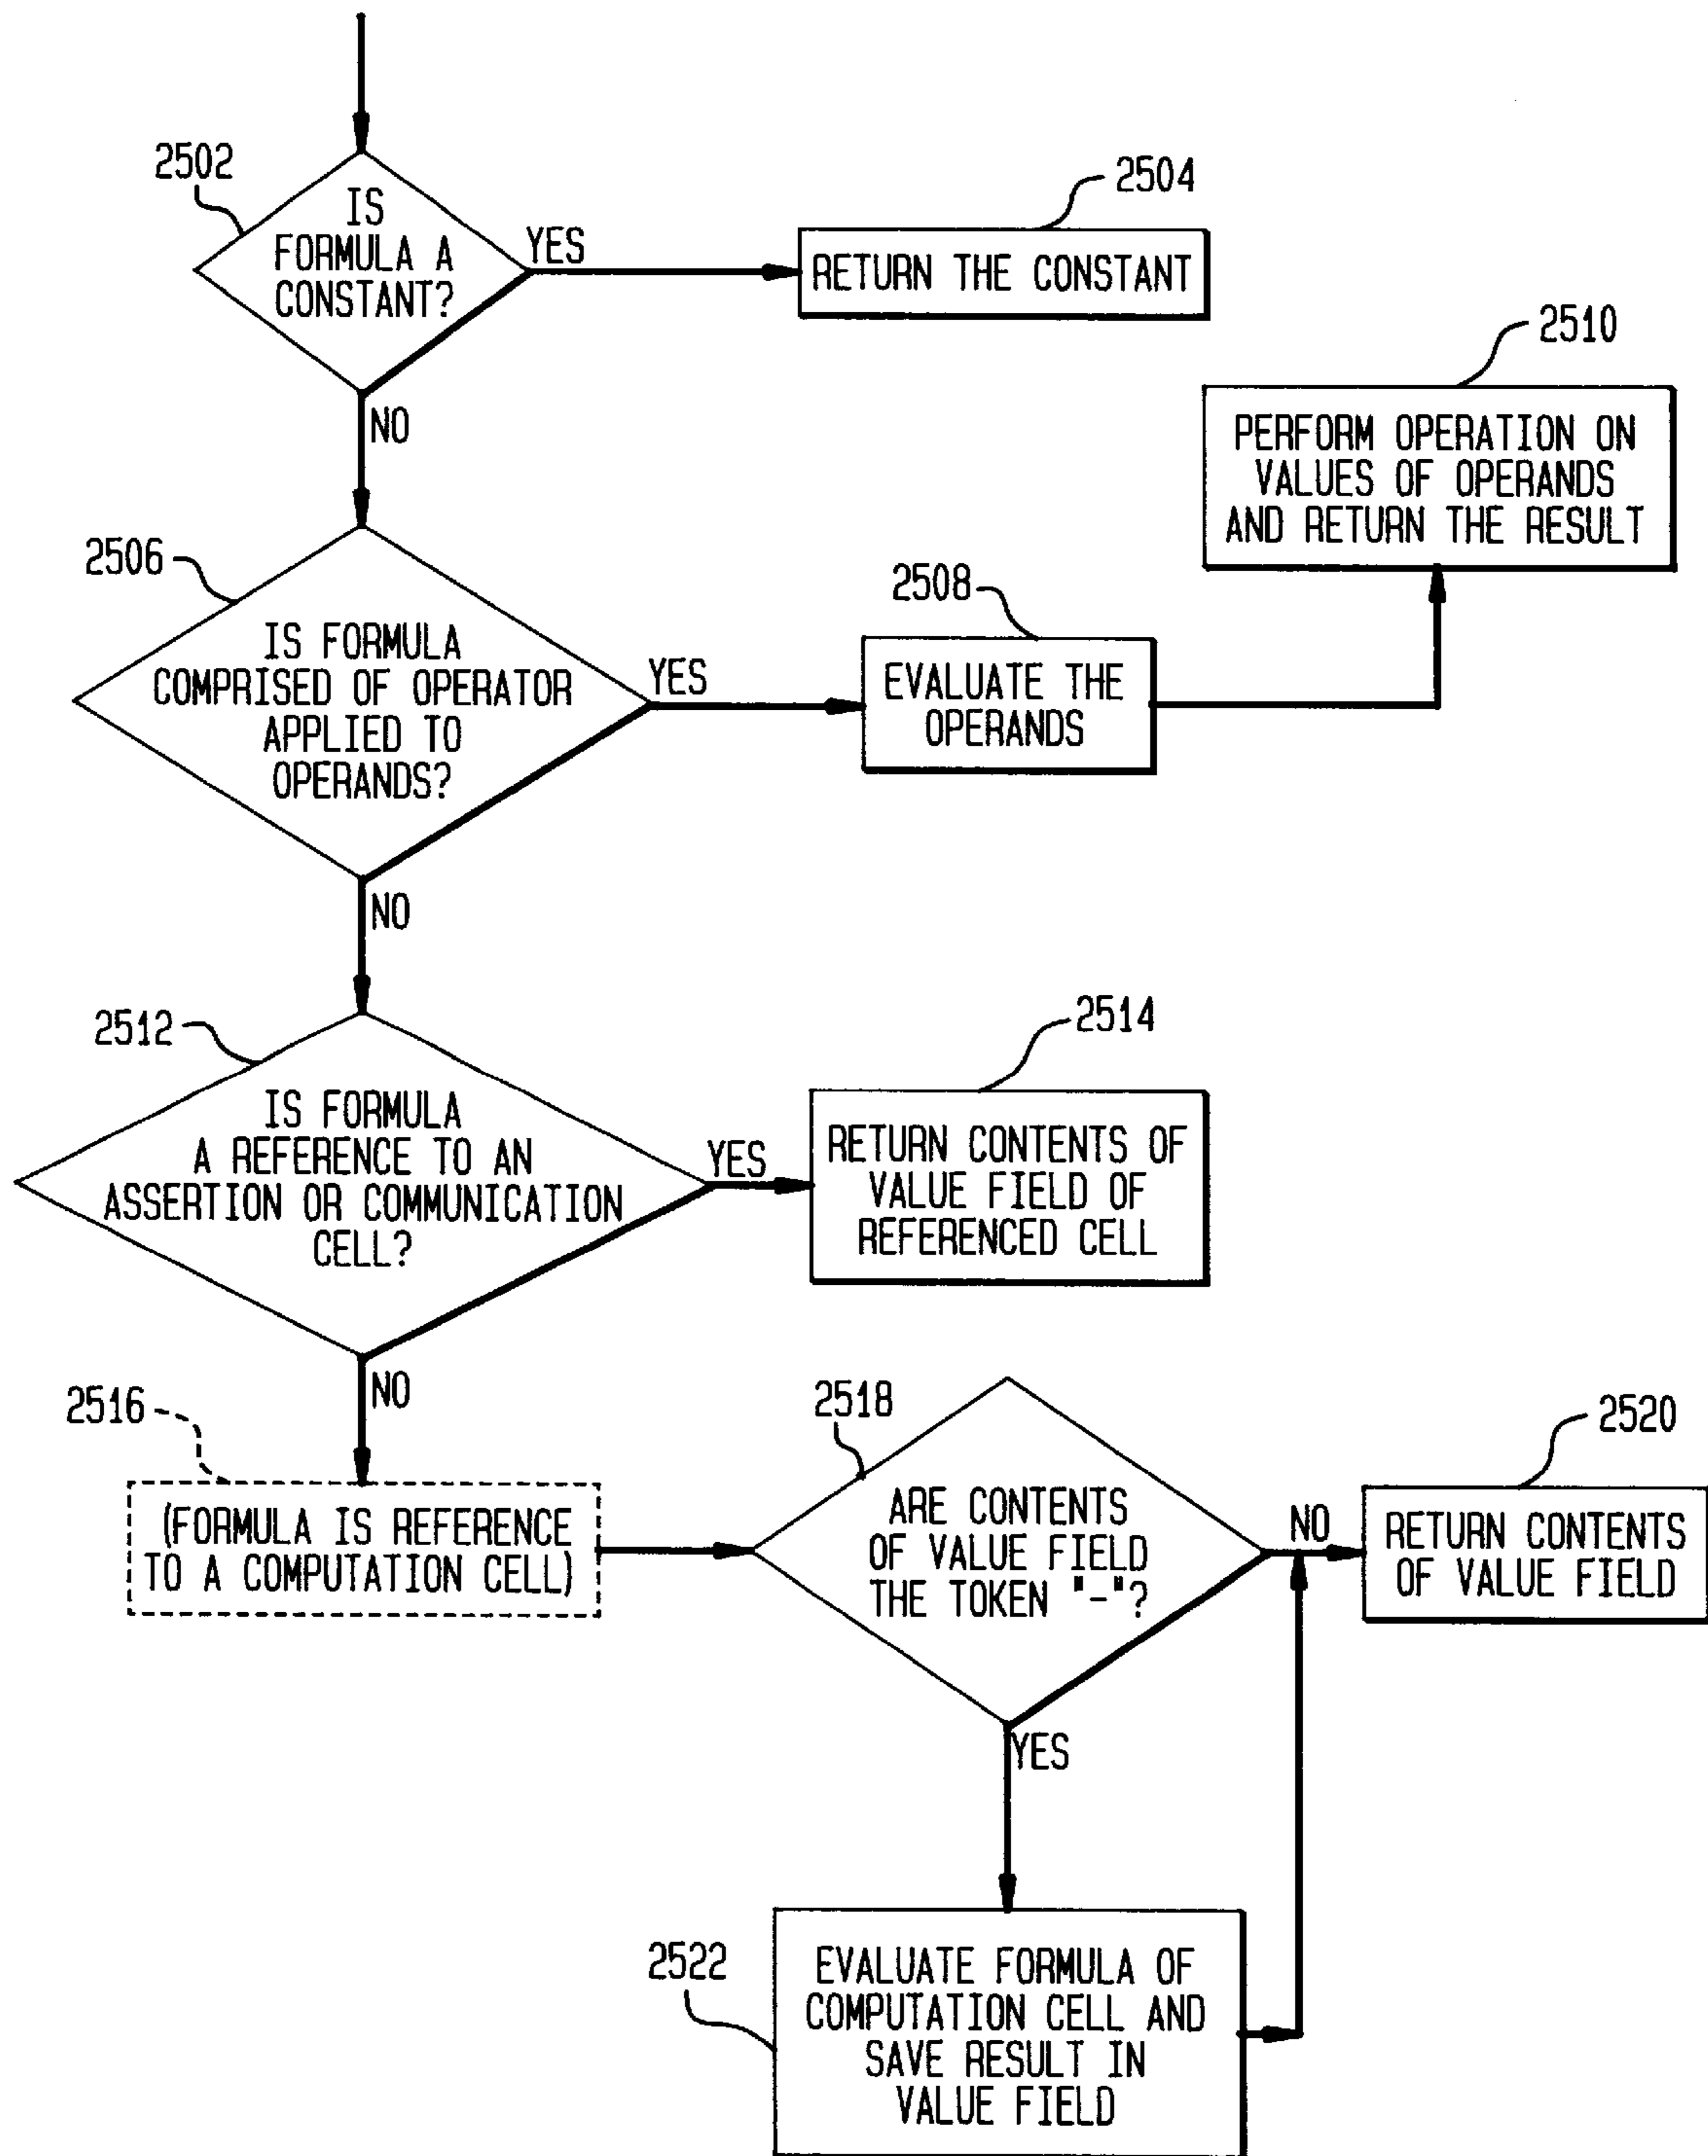 2502
IS
FORMULA A
CONSTANT?
YES
2504
RETURN THE CONSTANT
NO
2510
PERFORM OPERATION ON
VALUES OF OPERANDS
AND RETURN THE RESULT
2506
IS FORMULA
COMPRISED OF OPERATOR
APPLIED TO
OPERANDS?
YES
2508
EVALUATE THE
OPERANDS
NO
2512
IS FORMULA
A REFERENCE TO AN
ASSERTION OR COMMUNICATION
CELL?
YES
2514
RETURN CONTENTS OF
VALUE FIELD OF
REFERENCED CELL
NO
2516
(FORMULA IS REFERENCE
TO A COMPUTATION CELL)
2518
ARE CONTENTS
OF VALUE FIELD
THE TOKEN "-"?
NO
2520
RETURN CONTENTS
OF VALUE FIELD
YES
2522
EVALUATE FORMULA OF
COMPUTATION CELL AND
SAVE RESULT IN
VALUE FIELD